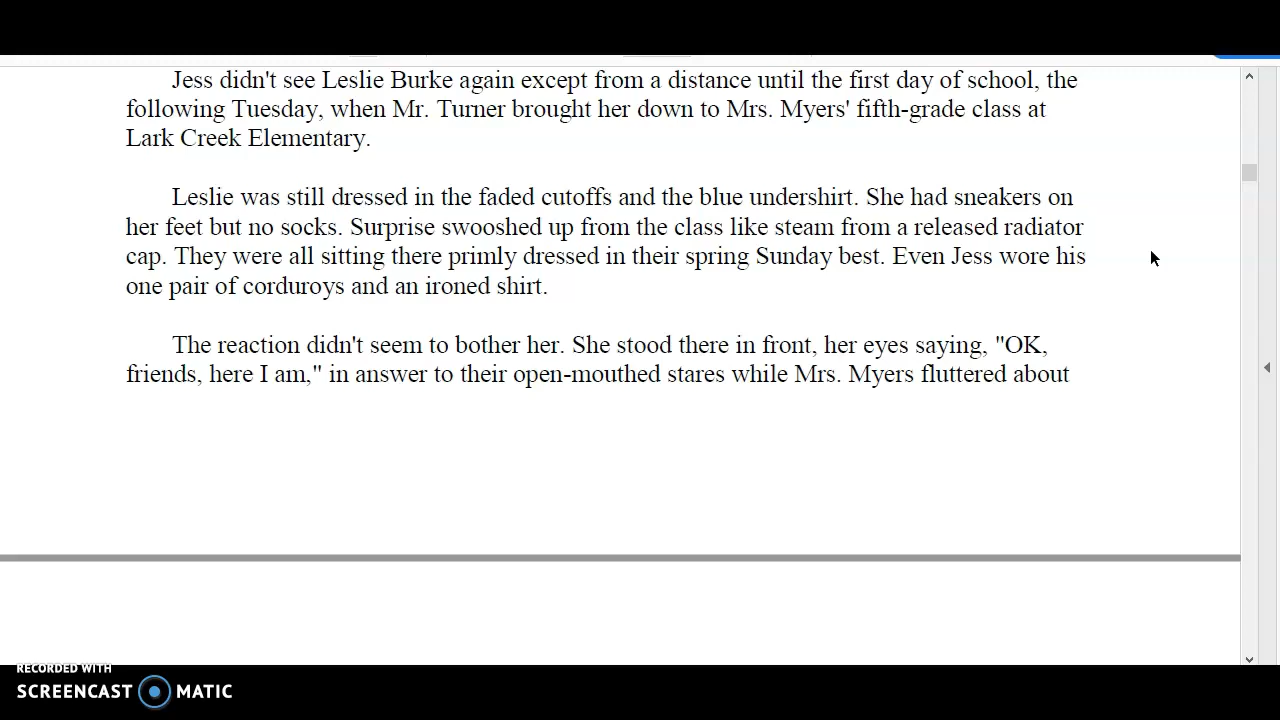 Jess didn't see Leslie Burke again except from a distance until the first day of school, the
following Tuesday, when Mr. Turner brought her down to Mrs. Myers' fifth-grade class at
Lark Creek Elementary.
Leslie was still dressed in the faded cutoffs and the blue undershirt. She had sneakers on
her feet but no socks. Surprise swooshed up from the class like steam from a released radiator
cap. They were all sitting there primly dressed in their spring Sunday best. Even Jess wore his
one pair of corduroys and an ironed shirt.
The reaction didn't seem to bother her. She stood there in front, her eyes saying, "OK,
friends, here I am," in answer to their open-mouthed stares while Mrs. Myers fluttered about
RECORDED WITH
SCREENCAST MATIC